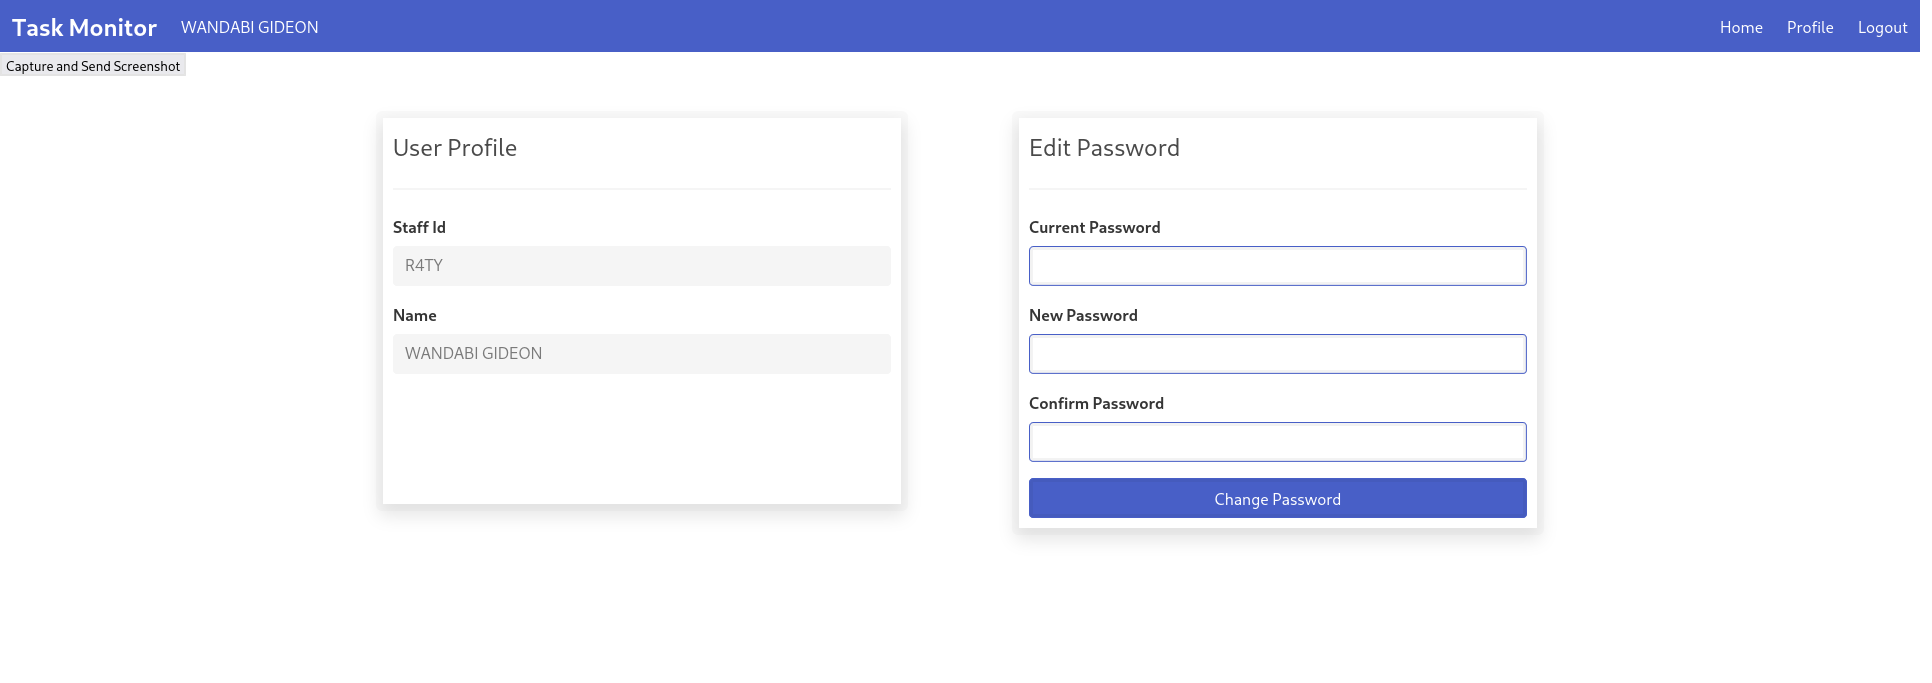 Task Monitor WANDABI GIDEON Home Profile Logout
Capture and Send Screenshot
User Profile
Staff Id
R4TY
Name
WANDABI GIDEON
Edit Password
Current Password
New Password
Confirm Password
Change Password